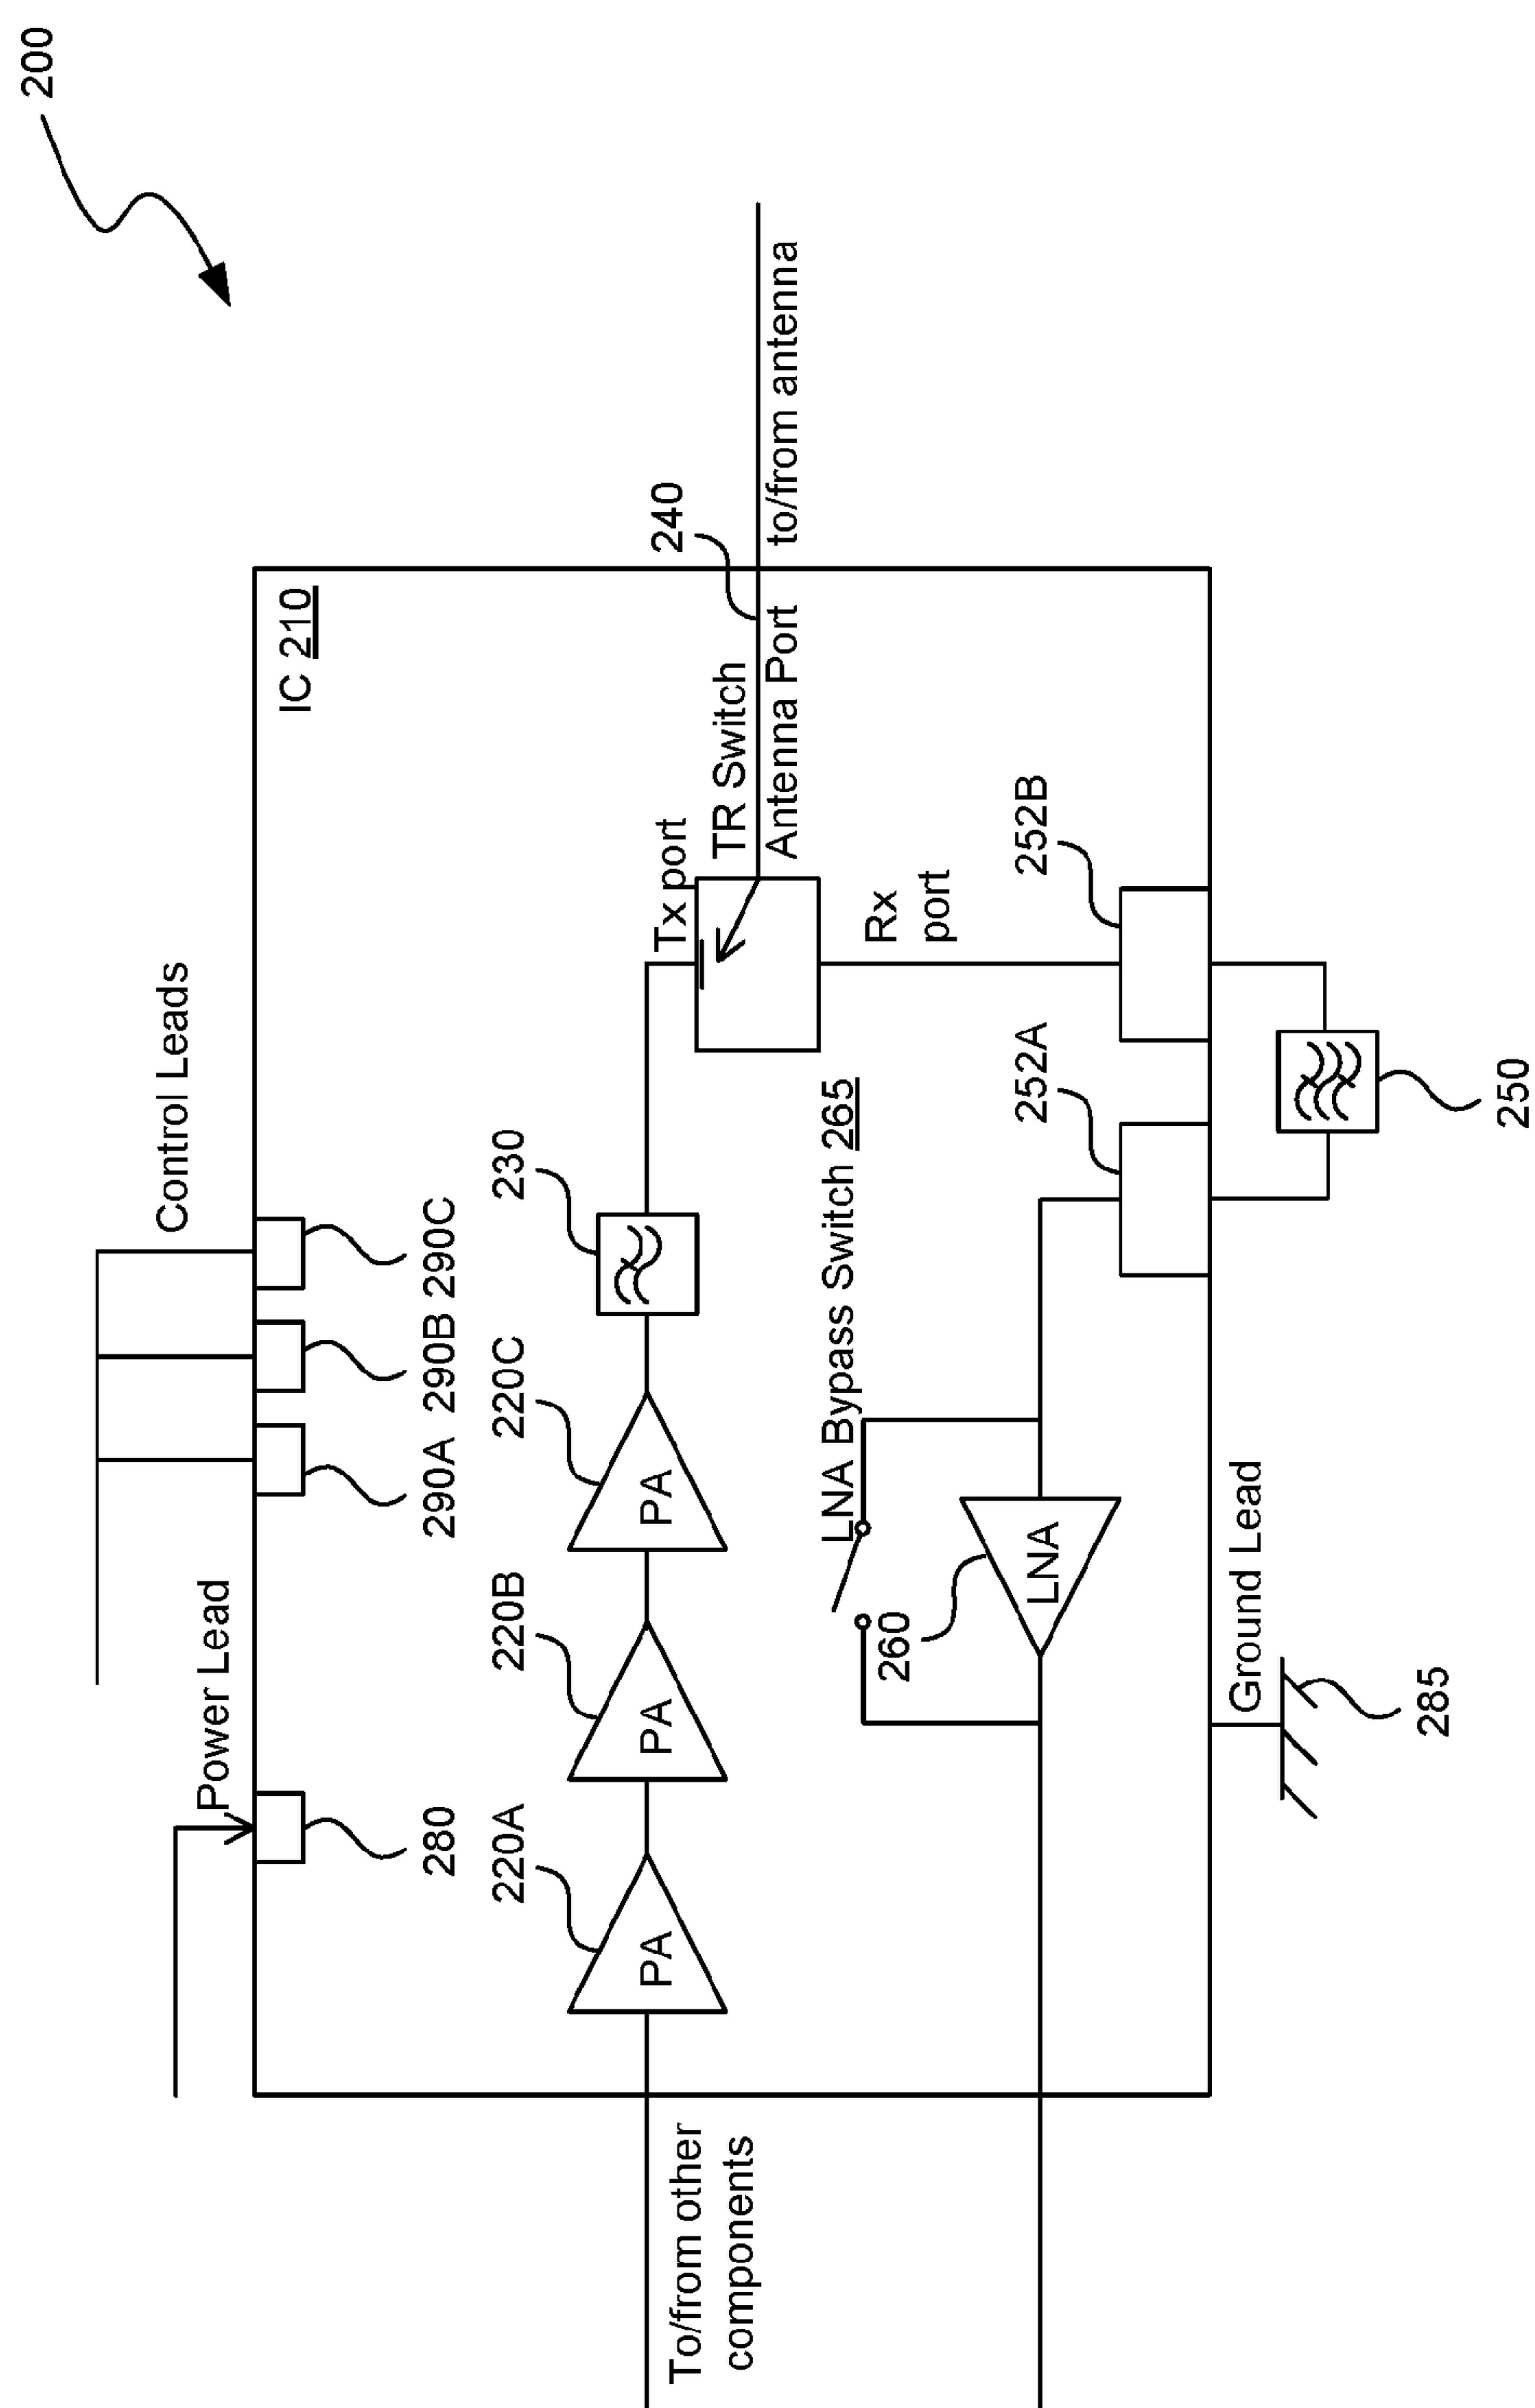 200
Control Leads
Power Lead
IC 210
280
290A
290B
290C
220A
220B
220C
230
PA
PA
PA
Tx port
TR Switch
Antenna Port
240
to/from antenna
To/from other
components
Rx
port
LNA Bypass Switch 265
260
LNA
252A
252B
Ground Lead
285
250